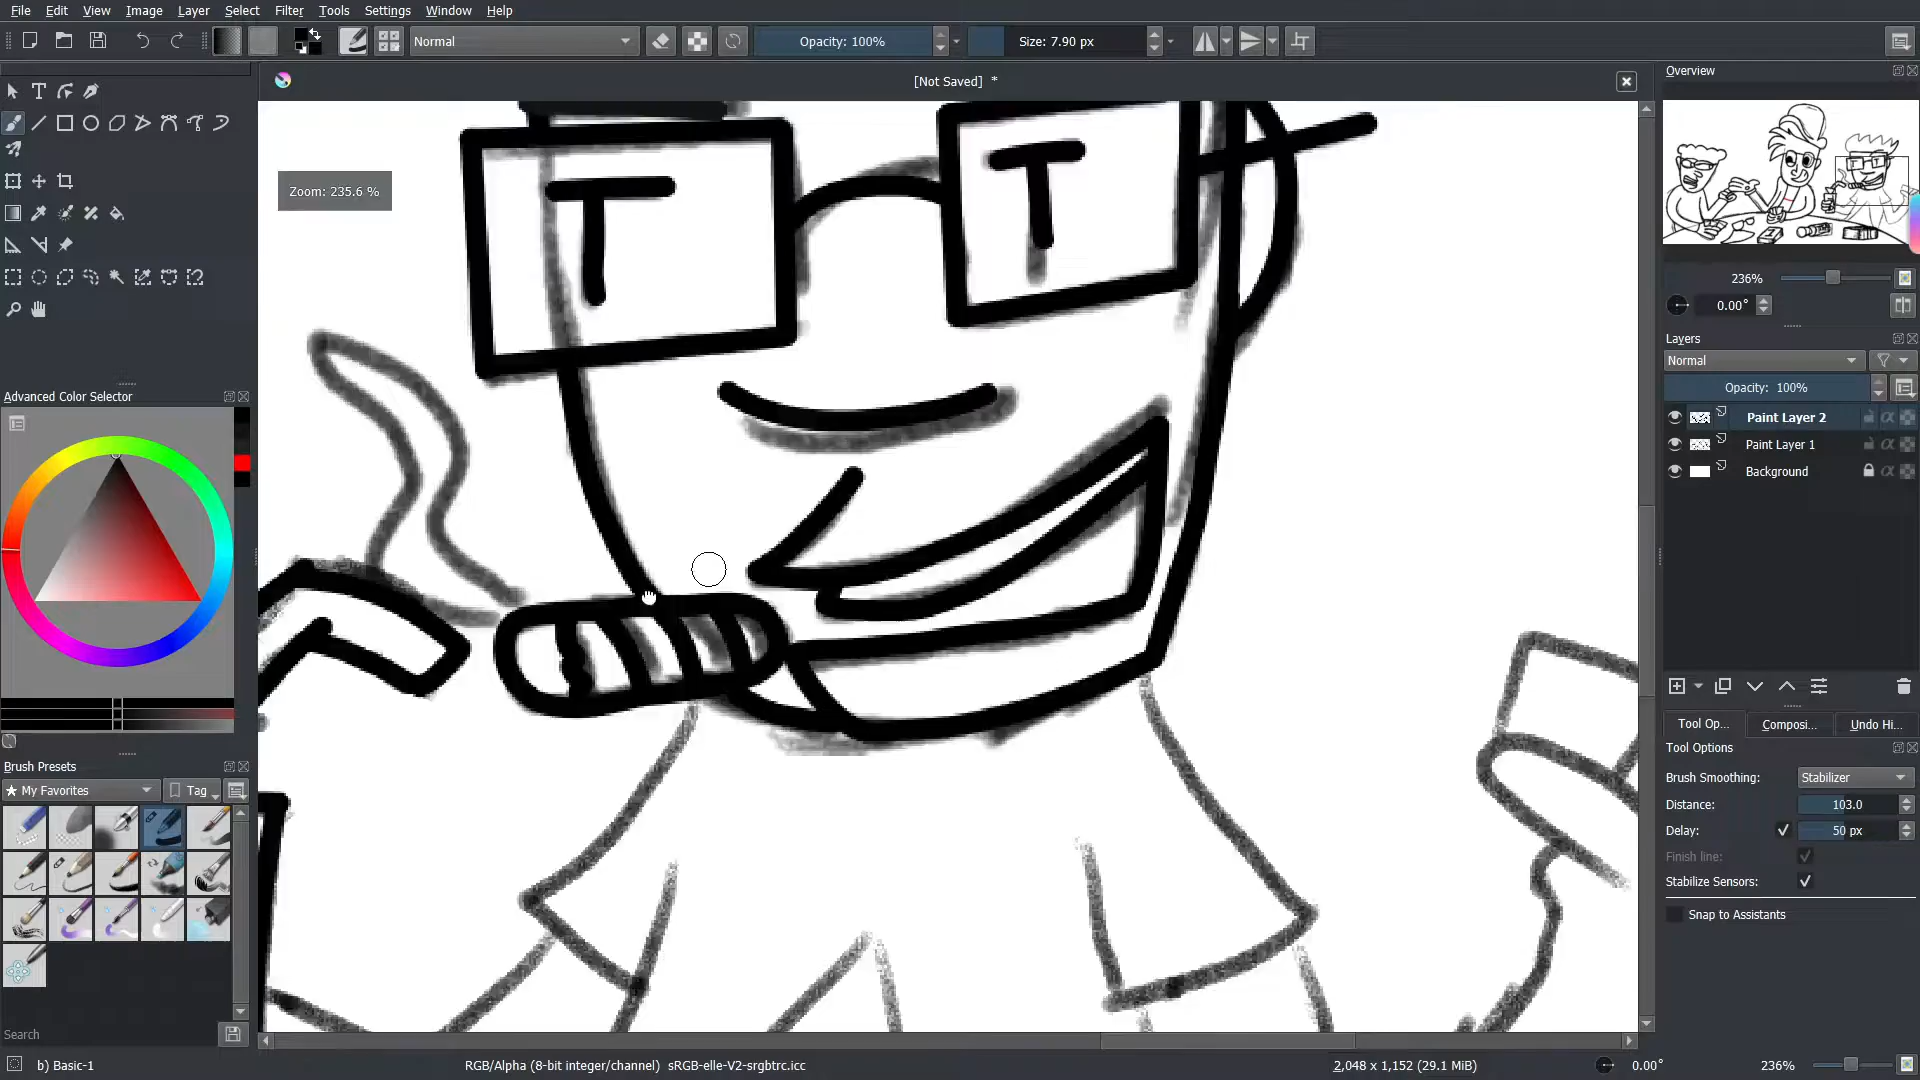 File Edit View Image Layer Select Filter Tools Settings Window Help
Normal Opacity: 100% Size: 7.90 px
[Not Saved] *
Overview
Zoom: 235.6 %
T T
236%
0.00°
Layers
Normal
Opacity: 100%
Paint Layer 2
Paint Layer 1
Background
Advanced Color Selector
Tool Op... Composi... Undo Hi...
Tool Options
Brush Smoothing: Stabilizer
Distance: 103.0
Delay: 50 px
Finish line:
Stabilize Sensors:
Snap to Assistants
Brush Presets
★ My Favorites Tag
Search
b) Basic-1 RGB/Alpha (8-bit integer/channel) sRGB-elle-V2-srgbtrc.icc 2,048 x 1,152 (29.1 MiB) 0.00° 236%